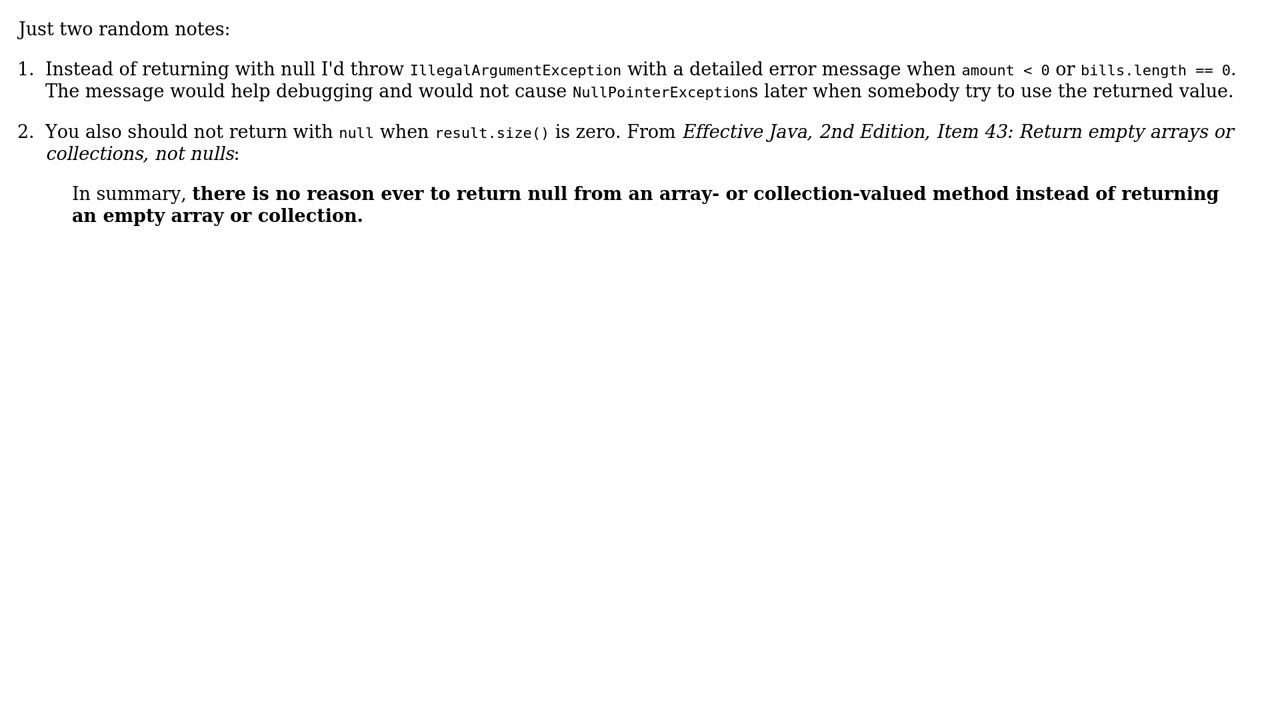 Just two random notes:
1. Instead of returning with null I'd throw IllegalArgumentException with a detailed error message when amount < 0 or bills.length == 0.
The message would help debugging and would not cause NullPointerExceptions later when somebody try to use the returned value.
2. You also should not return with null when result.size() is zero. From Effective Java, 2nd Edition, Item 43: Return empty arrays or
collections, not nulls:
In summary, there is no reason ever to return null from an array- or collection-valued method instead of returning
an empty array or collection.